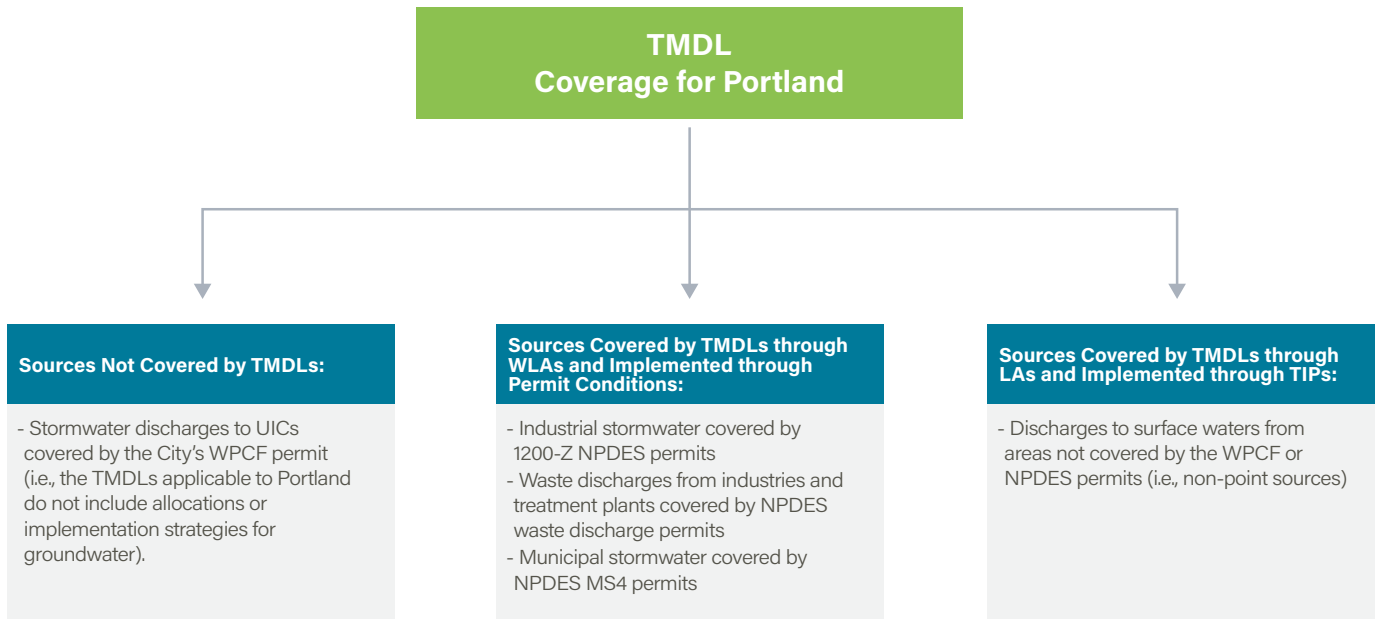 TMDL
Coverage for Portland
Sources Not Covered by TMDLs:
- Stormwater discharges to UICs
covered by the City's WPCF permit
(i.e., the TMDLs applicable to Portland
do not include allocations or
implementation strategies for
groundwater).
Sources Covered by TMDLs through
WLAs and Implemented through
Permit Conditions:
- Industrial stormwater covered by
1200-Z NPDES permits
- Waste discharges from industries and
treatment plants covered by NPDES
waste discharge permits
- Municipal stormwater covered by
NPDES MS4 permits
Sources Covered by TMDLs through
LAs and Implemented through TIPs:
- Discharges to surface waters from
areas not covered by the WPCF or
NPDES permits (i.e., non-point sources)